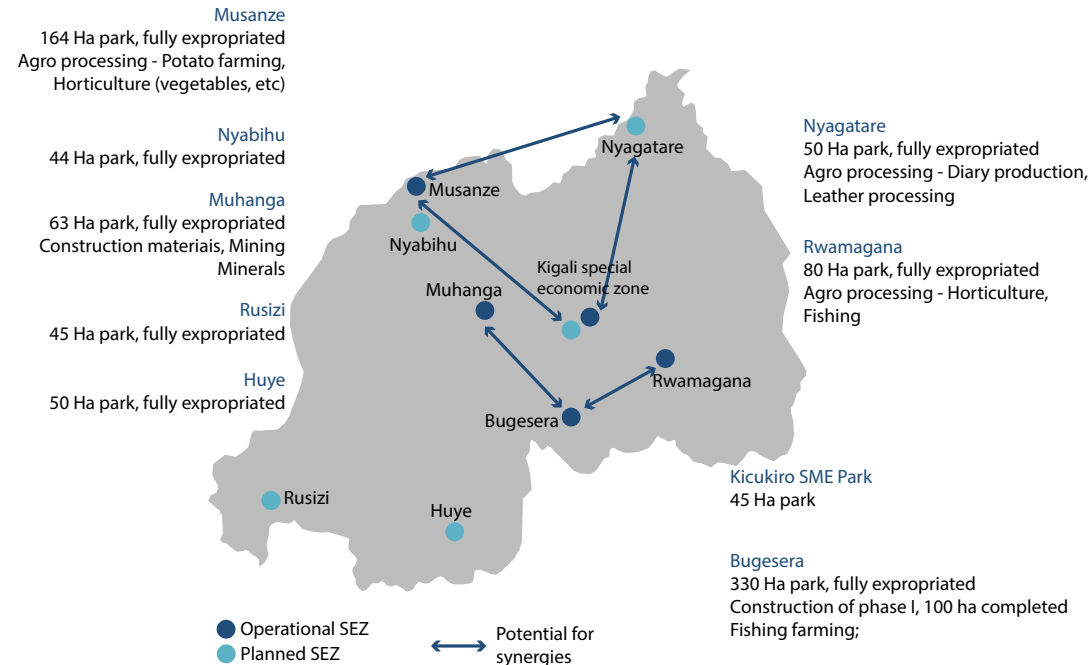 Musanze
164 Ha park, fully expropriated
Agro processing - Potato farming,
Horticulture (vegetables, etc)
Nyabihu
44 Ha park, fully expropriated
Muhanga
63 Ha park, fully expropriated
Construction materiais, Mining
Minerals
Rusizi
45 Ha park, fully expropriated
Huye
50 Ha park, fully expropriated
Nyagatare
Musanze
Nyabihu
Kigali special
economic zone
Muhanga
Rwamagana
Bugesera
Rusizi
Huye
Nyagatare
50 Ha park, fully expropriated
Agro processing - Diary production,
Leather processing
Rwamagana
80 Ha park, fully expropriated
Agro processing - Horticulture,
Fishing
Kicukiro SME Park
45 Ha park
Bugesera
330 Ha park, fully expropriated
Construction of phase I, 100 ha completed
Fishing farming;
Operational SEZ
Planned SEZ
Potential for
synergies